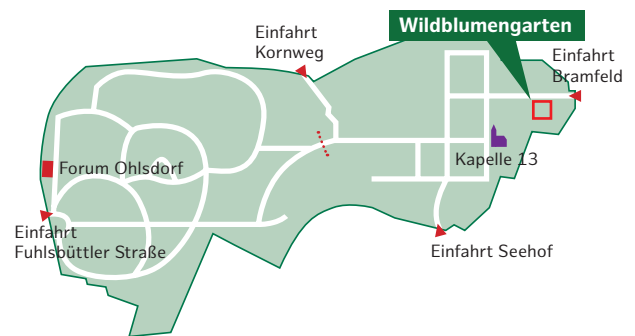 Wildblumengarten
Einfahrt
Kornweg
Einfahrt
Bramfeld
Kapelle 13
Forum Ohlsdorf
Einfahrt
Fuhlsbüttler Straße
Einfahrt Seehof